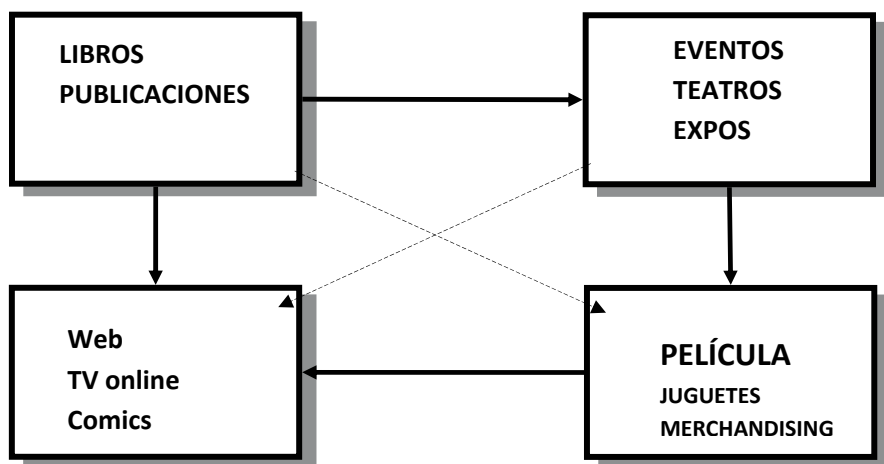 LIBROS
PUBLICACIONES
EVENTOS
TEATROS
EXPOS
Web
TV online
Comics
PELÍCULA
JUGUETES
MERCHANDISING